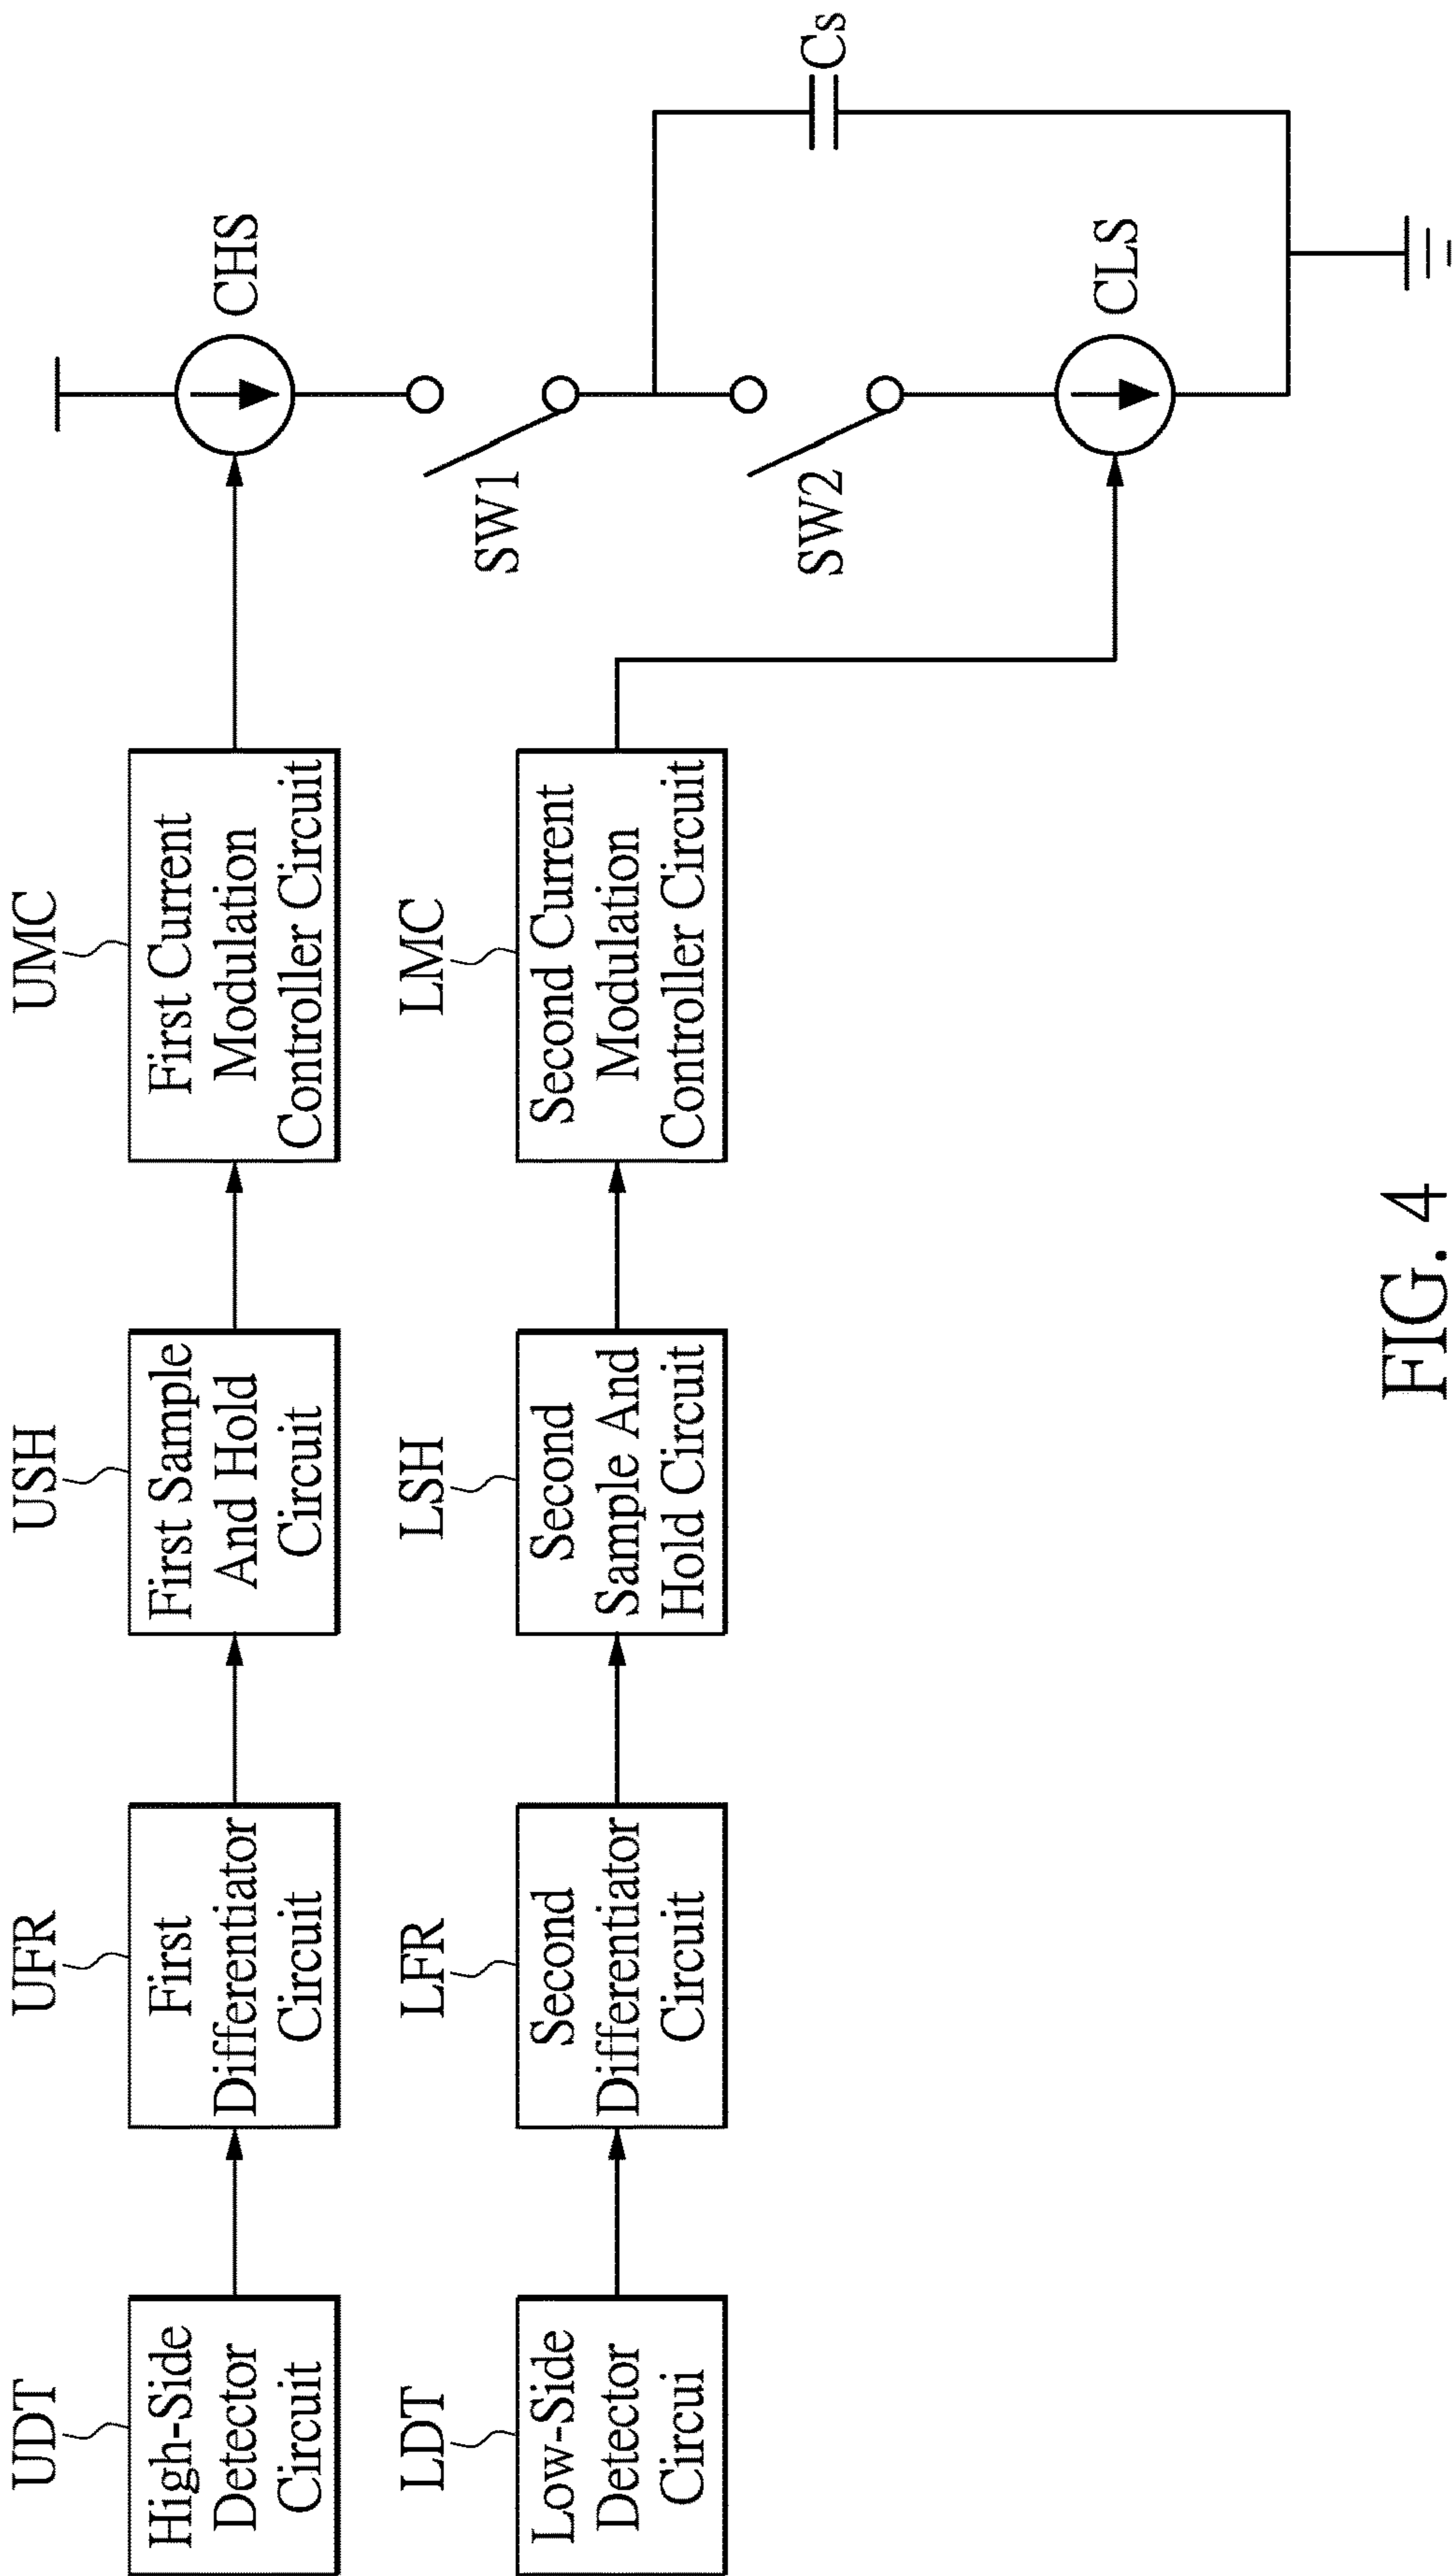 UDT
High-Side
Detector
Circuit
UFR
First
Differentiator
Circuit
USH
First Sample
And Hold
Circuit
UMC
First Current
Modulation
Controller Circuit
CHS
SW1
LDT
Low-Side
Detector
Circui
LFR
Second
Differentiator
Circuit
LSH
Second
Sample And
Hold Circuit
LMC
Second Current
Modulation
Controller Circuit
SW2
Cs
CLS
FIG. 4